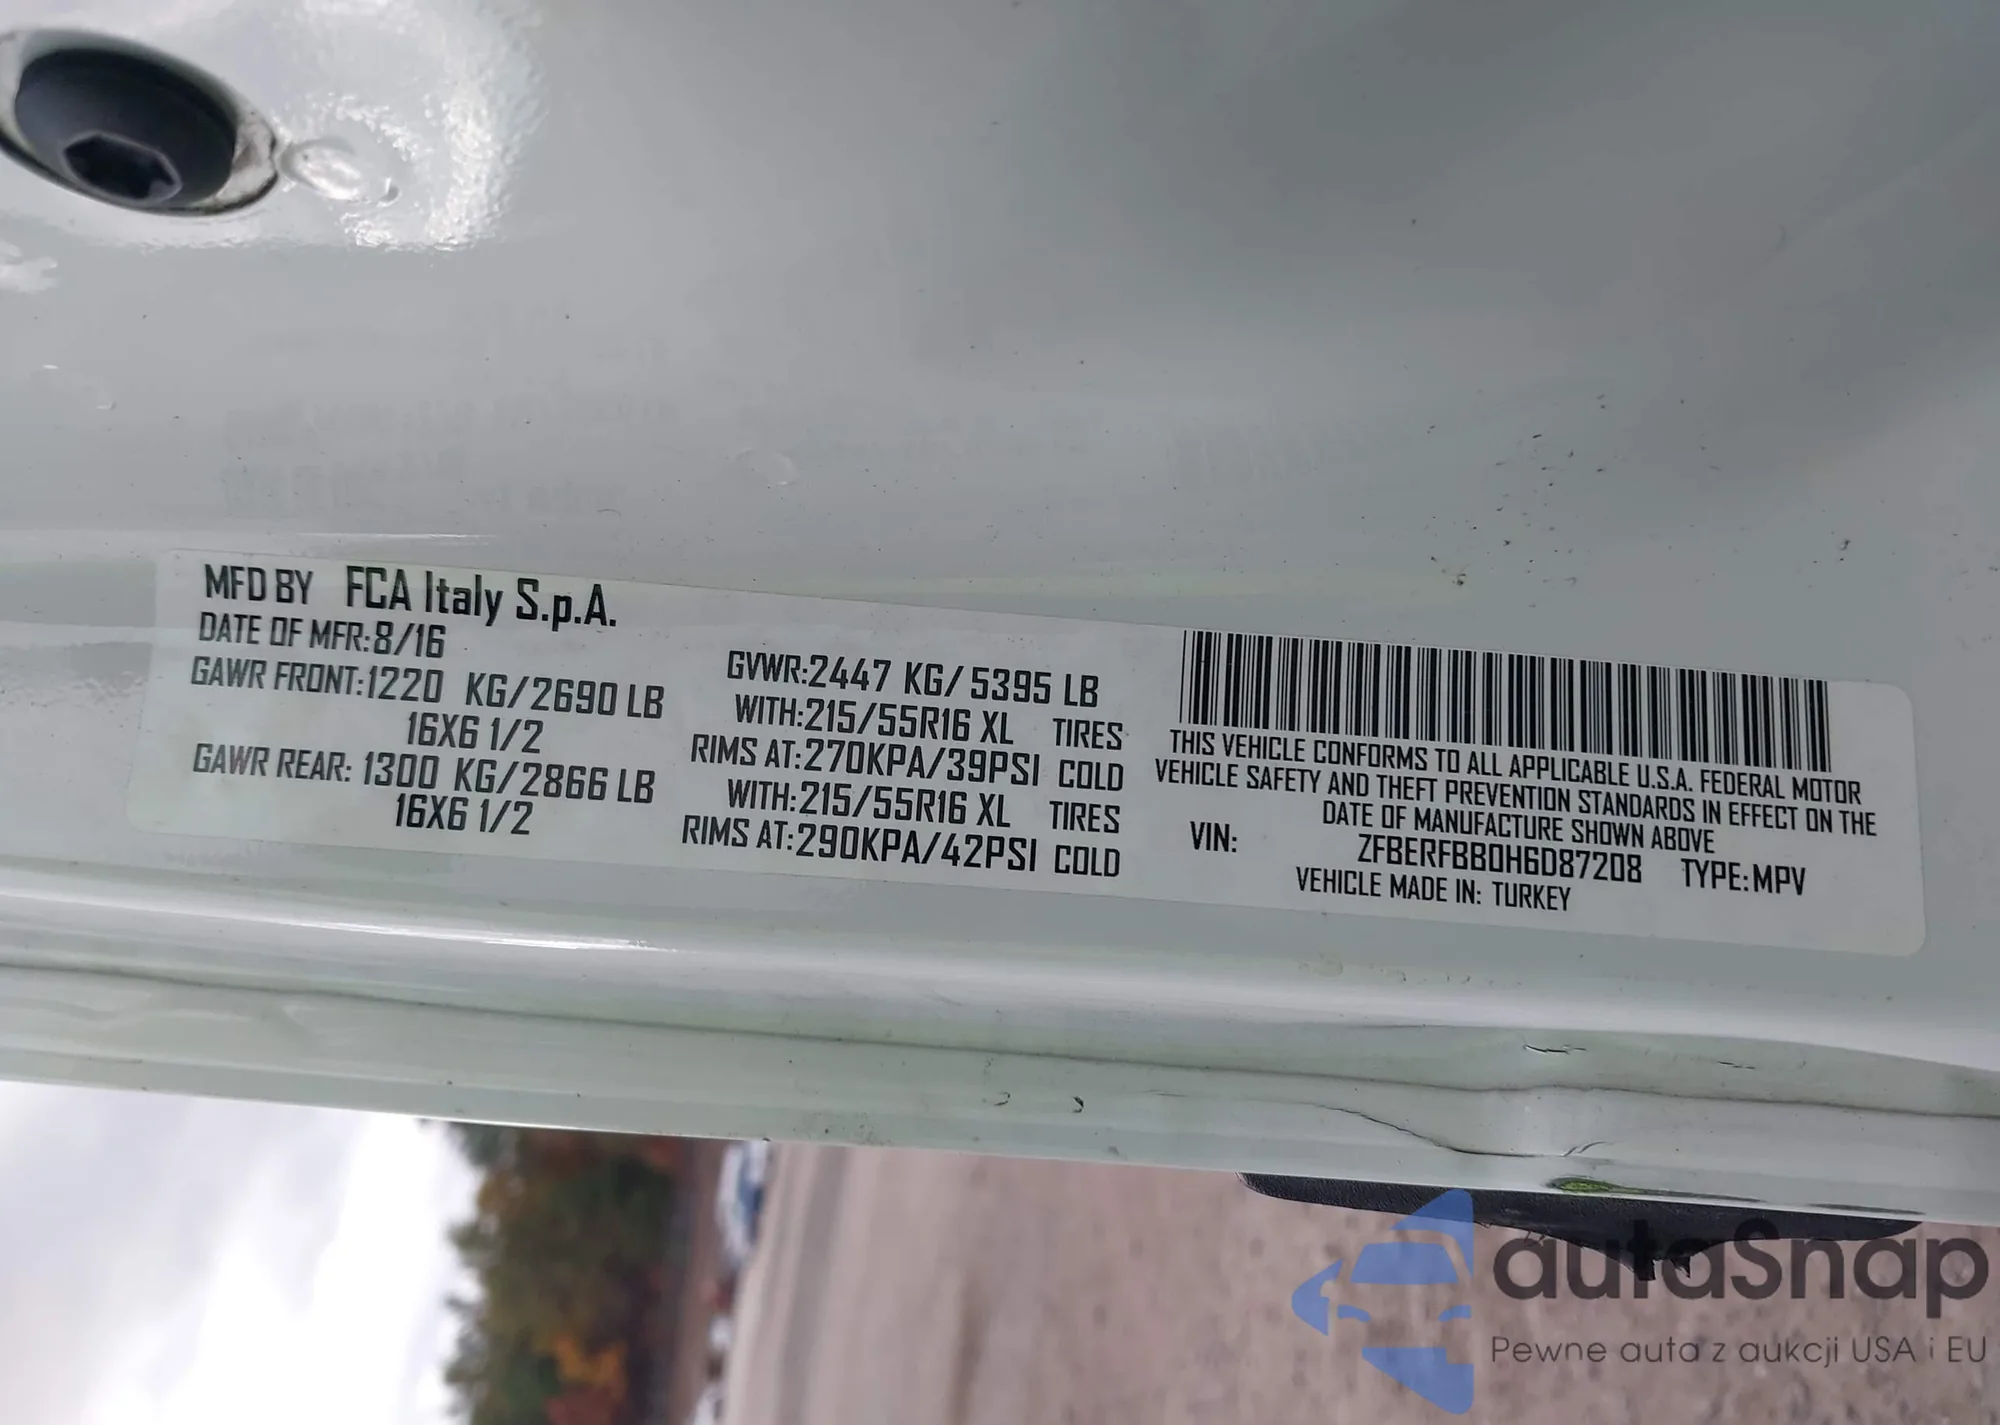 MFD BY FCA Italy S.p.A.
DATE OF MFR:8/16
GAWR FRONT:1220 KG/2690 LB
16X6 1/2
GAWR REAR: 1300 KG/2866 LB
16X6 1/2
GVWR:2447 KG/5395 LB
WITH:215/55R16 XL TIRES
RIMS AT:270KPA/39PSI COLD
WITH:215/55R16 XL TIRES
RIMS AT:290KPA/42PSI COLD
THIS VEHICLE CONFORMS TO ALL APPLICABLE U.S.A. FEDERAL MOTOR
VEHICLE SAFETY AND THEFT PREVENTION STANDARDS IN EFFECT ON THE
DATE OF MANUFACTURE SHOWN ABOVE
VIN: ZFBERFBB0H6D87208 TYPE:MPV
VEHICLE MADE IN: TURKEY
autaSnap
Pewne auta z aukcji USA i EU